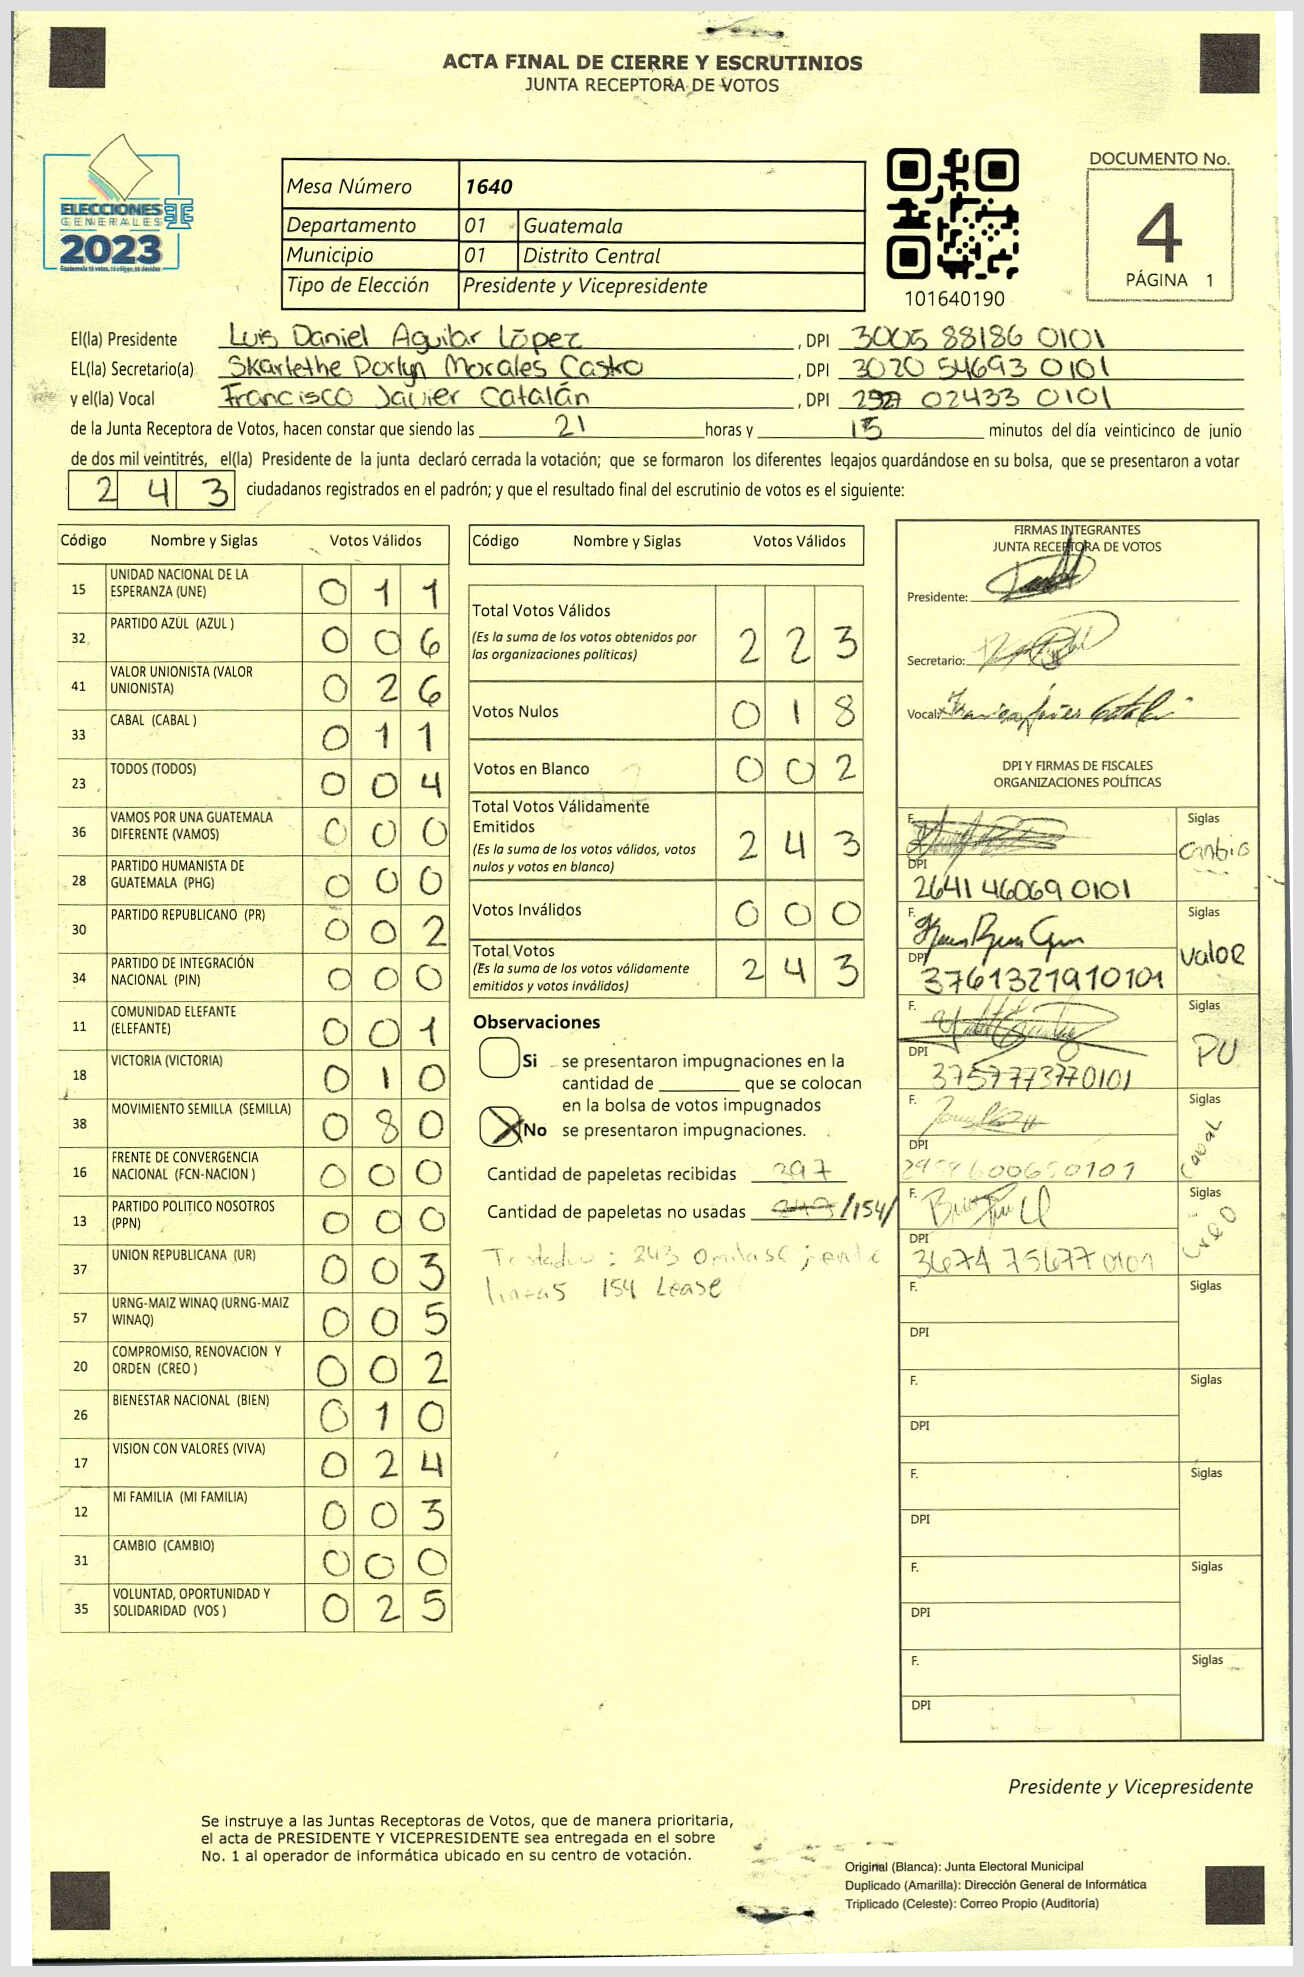 ACTA FINAL DE CIERRE Y ESCRUTINIOS
JUNTA RECEPTORA DE VOTOS
ELECCIONES
GENERALES
2023
Mesa Número 1640
Departamento 01 Guatemala
Municipio 01 Distrito Central
Tipo de Elección Presidente y Vicepresidente
101640190
DOCUMENTO No.
4
PÁGINA 1
El(la) Presidente Luis Daniel Aguilar López , DPI 3005 88186 0101
EL(la) Secretario(a) Skarlethe Dorlyn Morales Castro , DPI 3020 54693 0101
y el(la) Vocal Francisco Javier Catalán , DPI 02433 0101
de la Junta Receptora de Votos, hacen constar que siendo las 21 horas y 15 minutos del día veinticinco de junio
de dos mil veintitrés, el(la) Presidente de la junta declaró cerrada la votación; que se formaron los diferentes legajos quardándose en su bolsa, que se presentaron a votar
243 ciudadanos registrados en el padrón; y que el resultado final del escrutinio de votos es el siguiente:
Código Nombre y Siglas Votos Válidos
15 UNIDAD NACIONAL DE LA ESPERANZA (UNE) 0 1 1
32 PARTIDO AZUL (AZUL ) 0 0 6
41 VALOR UNIONISTA (VALOR UNIONISTA) 0 2 6
33 CABAL (CABAL ) 0 1 1
23 TODOS (TODOS) 0 0 4
36 VAMOS POR UNA GUATEMALA DIFERENTE (VAMOS) 0 0 0
28 PARTIDO HUMANISTA DE GUATEMALA (PHG) 0 0 0
30 PARTIDO REPUBLICANO (PR) 0 0 2
34 PARTIDO DE INTEGRACIÓN NACIONAL (PIN) 0 0 0
11 COMUNIDAD ELEFANTE (ELEFANTE) 0 0 1
18 VICTORIA (VICTORIA) 0 1 0
38 MOVIMIENTO SEMILLA (SEMILLA) 0 8 0
16 FRENTE DE CONVERGENCIA NACIONAL (FCN-NACION ) 0 0 0
13 PARTIDO POLITICO NOSOTROS (PPN) 0 0 0
37 UNION REPUBLICANA (UR) 0 0 3
57 URNG-MAIZ WINAQ (URNG-MAIZ WINAQ) 0 0 5
20 COMPROMISO, RENOVACION Y ORDEN (CREO ) 0 0 2
26 BIENESTAR NACIONAL (BIEN) 0 1 0
17 VISION CON VALORES (VIVA) 0 2 4
12 MI FAMILIA (MI FAMILIA) 0 0 3
31 CAMBIO (CAMBIO) 0 0 0
35 VOLUNTAD, OPORTUNIDAD Y SOLIDARIDAD (VOS ) 0 2 5
Código Nombre y Siglas Votos Válidos
Total Votos Válidos
(Es la suma de los votos obtenidos por
las organizaciones politicas) 2 2 3
Votos Nulos 0 1 8
Votos en Blanco 0 0 2
Total Votos Válidamente
Emitidos
(Es la suma de los votos válidos, votos
nulos y votos en blanco) 2 4 3
Votos Inválidos 0 0 0
Total Votos
(Es la suma de los votos válidamente
emitidos y votos inválidos) 2 4 3
Observaciones
Si se presentaron impugnaciones en la
cantidad de ________ que se colocan
en la bolsa de votos impugnados
No se presentaron impugnaciones.
Cantidad de papeletas recibidas 397
Cantidad de papeletas no usadas 243 /154/
Testado: 243 Omitase; entre
lineas 154 Lease
FIRMAS INTEGRANTES
JUNTA RECEPTORA DE VOTOS
Presidente:
Secretario:
Vocal:
DPI Y FIRMAS DE FISCALES
ORGANIZACIONES POLÍTICAS
F. Siglas
Cambio
DPI
2641 46069 0101
F. Siglas
valor
DPI
3761321910101
F. Siglas
PU
DPI
3757773770101
F. Siglas
Cabal
DPI
F. Siglas
CREO
DPI
3674 75677 0101
F. Siglas
DPI
F. Siglas
DPI
F. Siglas
DPI
F. Siglas
DPI
F. Siglas
DPI
Presidente y Vicepresidente
Se instruye a las Juntas Receptoras de Votos, que de manera prioritaria,
el acta de PRESIDENTE Y VICEPRESIDENTE sea entregada en el sobre
No. 1 al operador de informática ubicado en su centro de votación.
Original (Blanca): Junta Electoral Municipal
Duplicado (Amarilla): Dirección General de Informática
Triplicado (Celeste): Correo Propio (Auditoría)